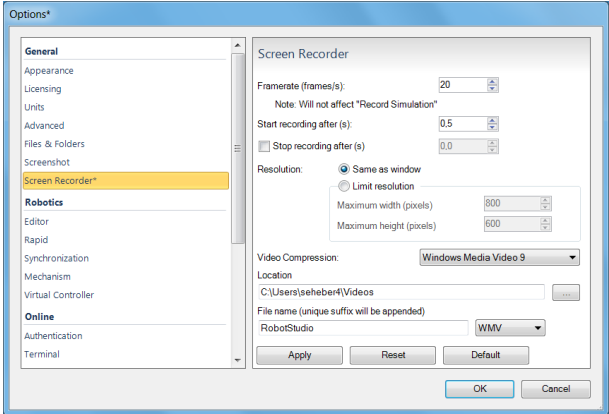 Options*
General
Appearance
Licensing
Units
Advanced
Files & Folders
Screenshot
Screen Recorder*
Robotics
Editor
Rapid
Synchronization
Mechanism
Virtual Controller
Online
Authentication
Terminal
Screen Recorder
Framerate (frames/s): 20
Note: Will not affect "Record Simulation"
Start recording after (s): 0,5
Stop recording after (s) 0,0
Resolution: Same as window
Limit resolution
Maximum width (pixels) 800
Maximum height (pixels) 600
Video Compression: Windows Media Video 9
Location
C:\Users\seheber4\Videos ...
File name (unique suffix will be appended)
RobotStudio WMV
Apply Reset Default
OK Cancel